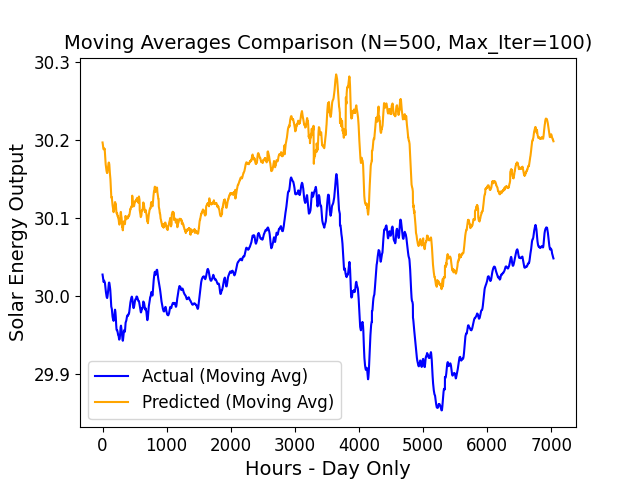 Moving Averages Comparison (N=500, Max_Iter=100)
30.3
30.2
30.1
30.0
29.9
Solar Energy Output
Actual (Moving Avg)
Predicted (Moving Avg)
0 1000 2000 3000 4000 5000 6000 7000
Hours - Day Only